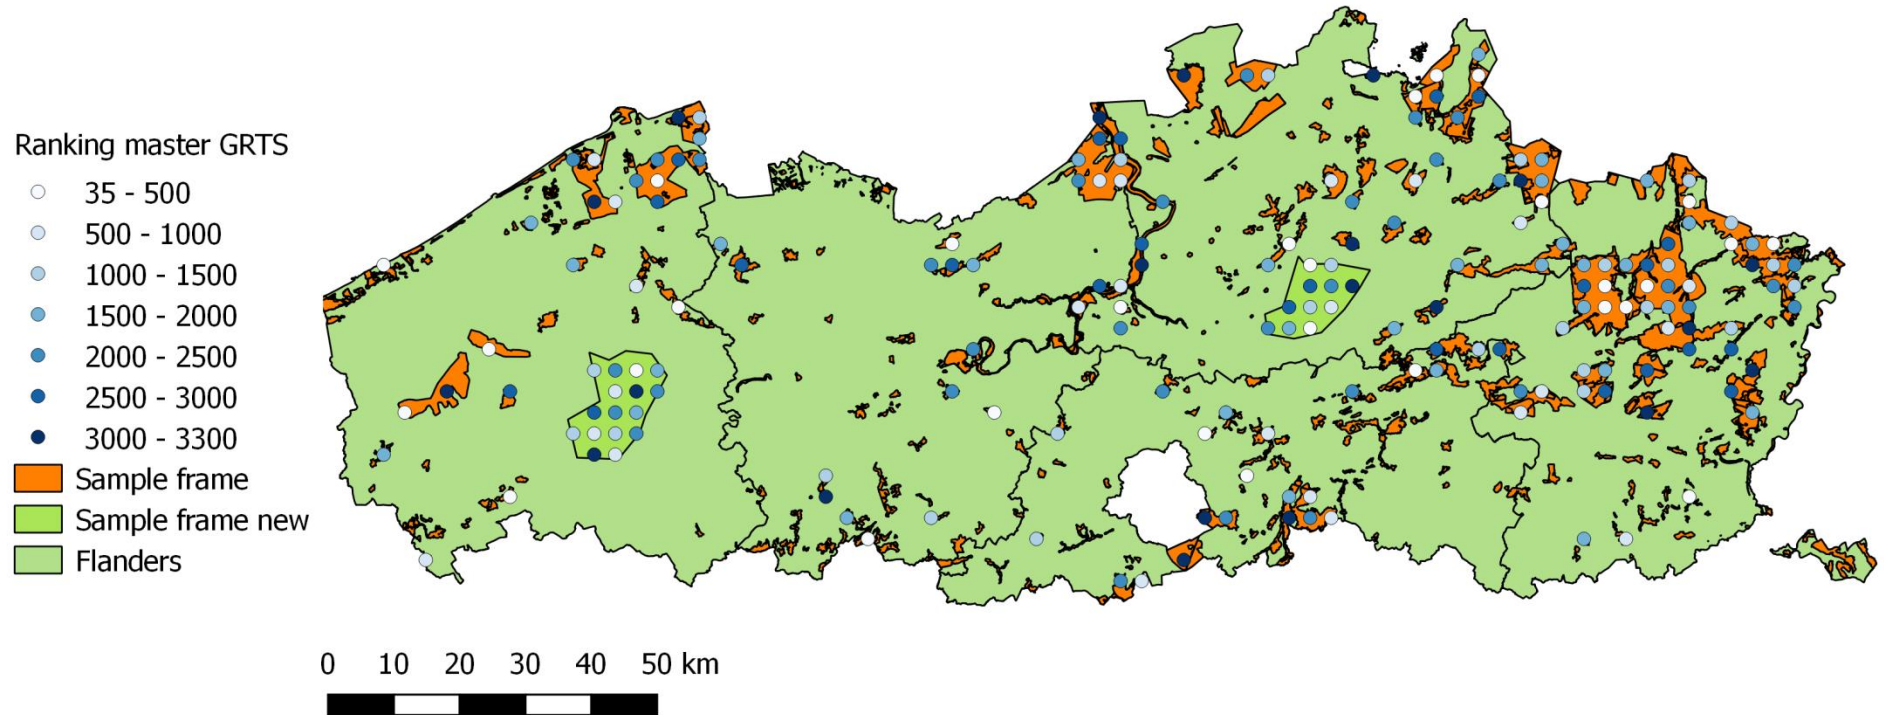 Ranking master GRTS
35 - 500
500 - 1000
1000 - 1500
1500 - 2000
2000 - 2500
2500 - 3000
3000 - 3300
Sample frame
Sample frame new
Flanders
0 10 20 30 40 50 km